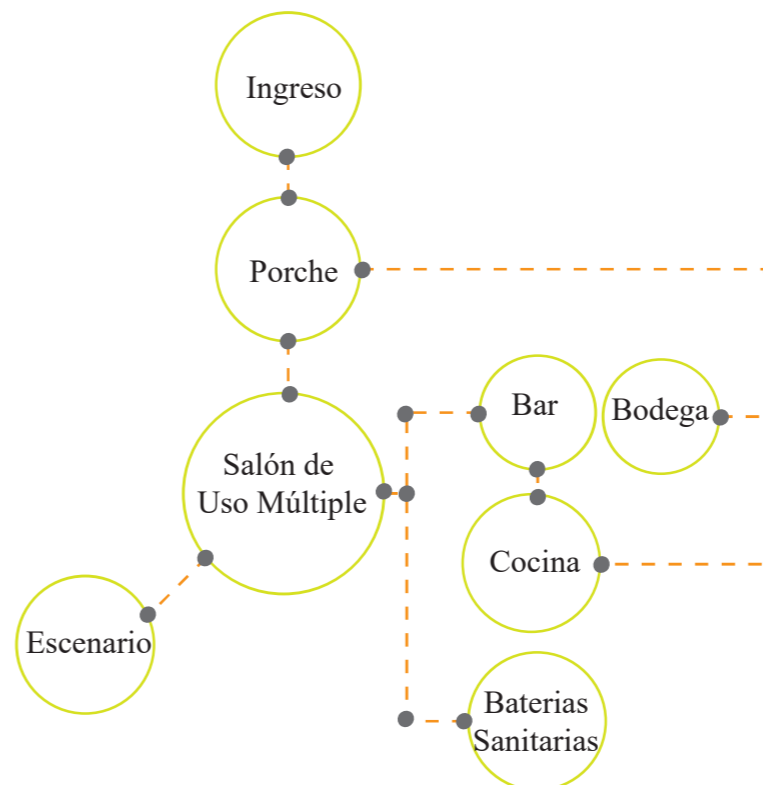 Ingreso
Porche
Bar
Bodega
Salón de
Uso Múltiple
Cocina
Escenario
Baterias
Sanitarias